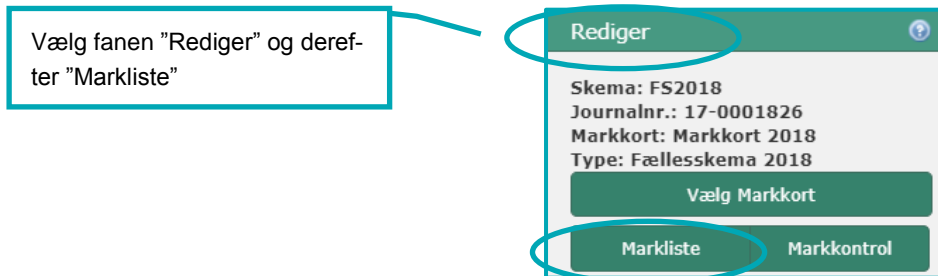 Vælg fanen ”Rediger” og deref-
ter ”Markliste”
Rediger
?
Skema: FS2018
Journalnr.: 17-0001826
Markkort: Markkort 2018
Type: Fællesskema 2018
Vælg Markkort
Markliste Markkontrol